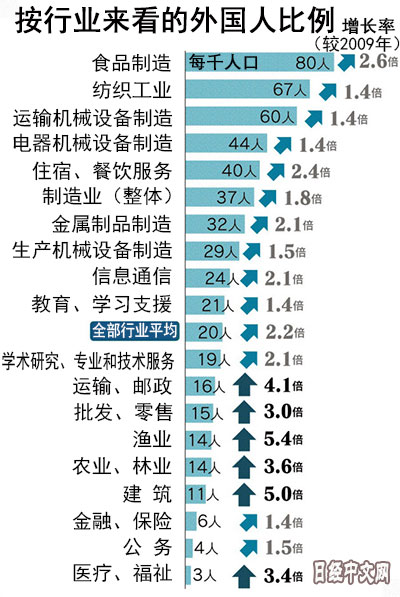 按行业来看的外国人比例 增长率
（较2009年）
食品制造 每千人口 80人 2.6倍
纺织工业 67人 1.4倍
运输机械设备制造 60人 1.4倍
电器机械设备制造 44人 1.4倍
住宿、餐饮服务 40人 2.4倍
制造业（整体） 37人 1.8倍
金属制品制造 32人 2.1倍
生产机械设备制造 29人 1.5倍
信息通信 24人 2.1倍
教育、学习支援 21人 1.4倍
全部行业平均 20人 2.2倍
学术研究、专业和技术服务 19人 2.1倍
运输、邮政 16人 4.1倍
批发、零售 15人 3.0倍
渔业 14人 5.4倍
农业、林业 14人 3.6倍
建 筑 11人 5.0倍
金融、保险 6人 1.4倍
公 务 4人 1.5倍
医疗、福祉 3人 3.4倍
日经中文网